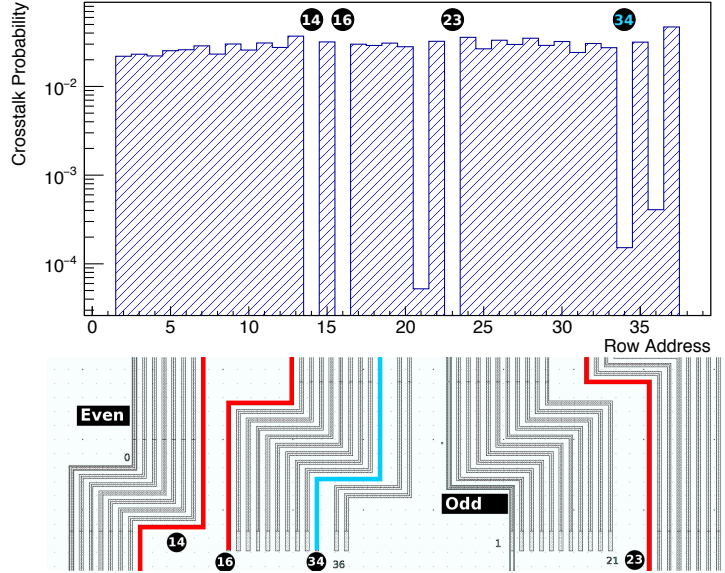 Crosstalk Probability
14 16 23 34
10⁻²
10⁻³
10⁻⁴
0 5 10 15 20 25 30 35
Row Address
Even
0
Odd
14
1
16 34 36 21 23